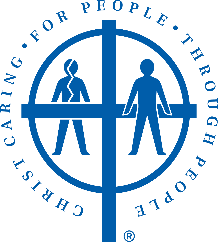 CHRIST CARING · FOR PEOPLE · THROUGH PEOPLE
®